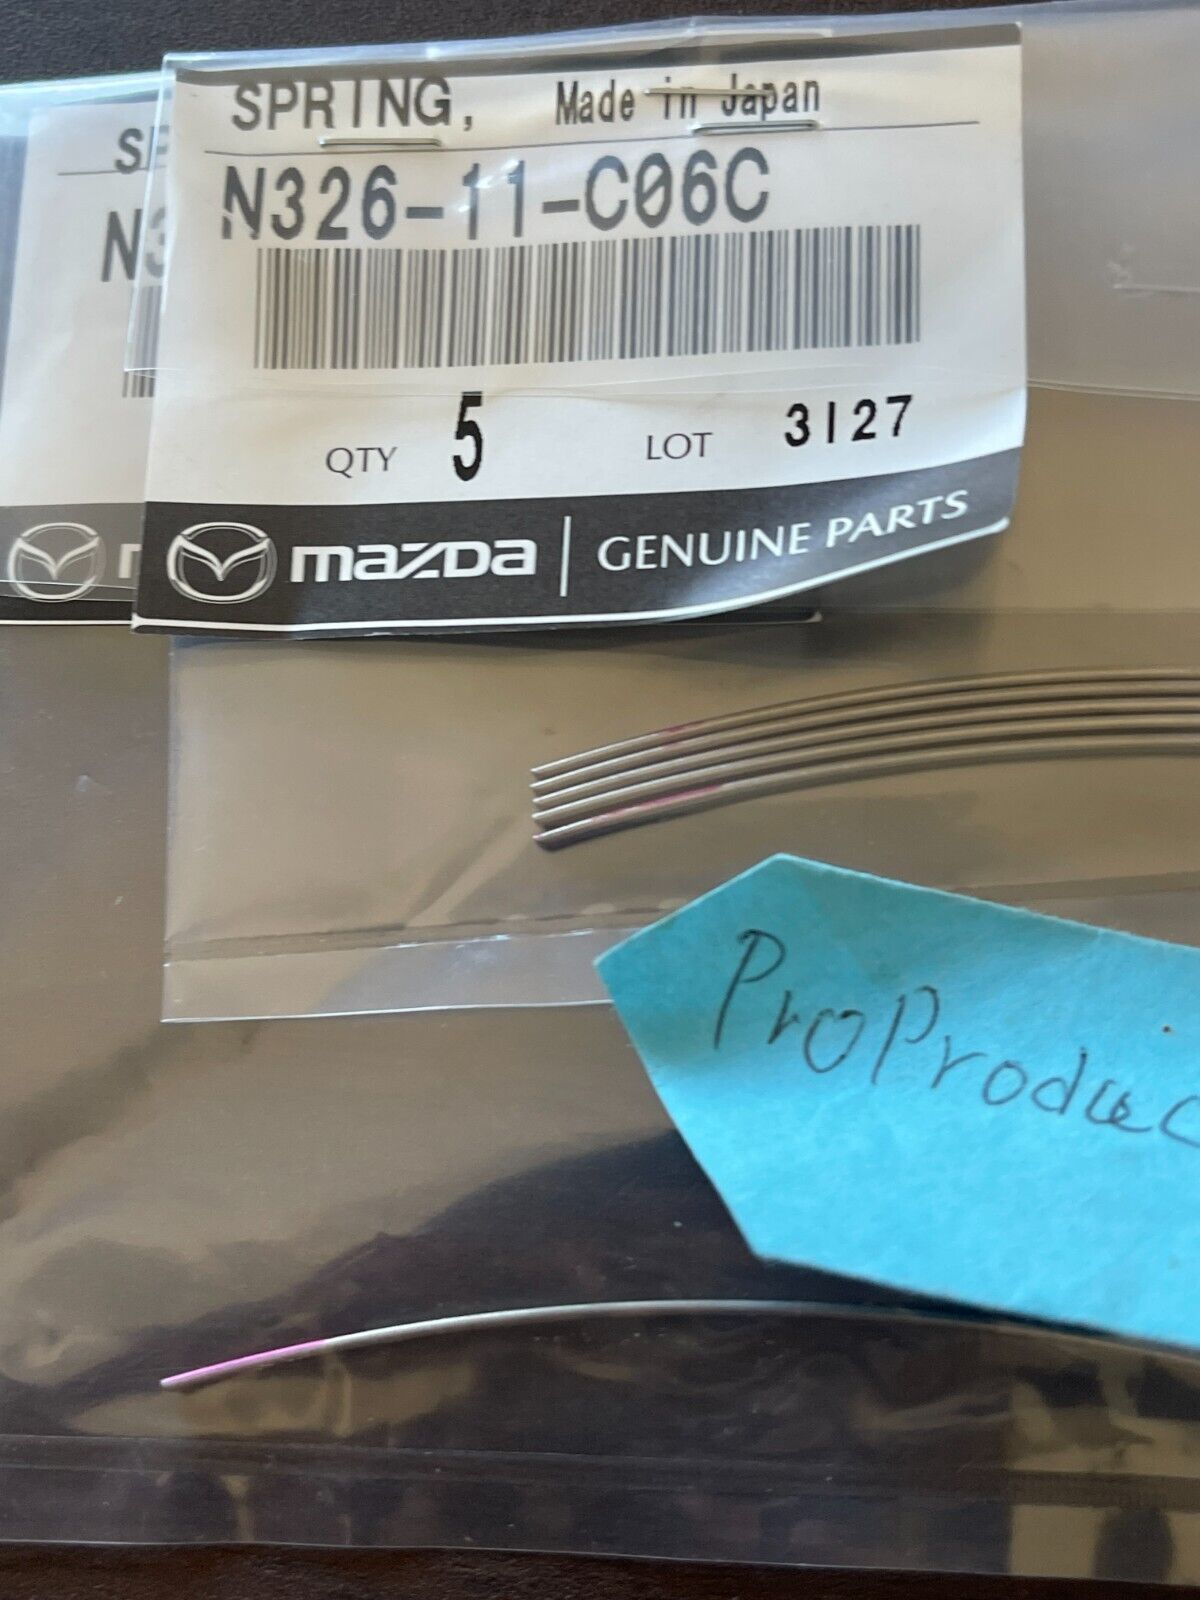 SPRING, Made in Japan
N326-11-C06C
QTY 5 LOT 3127
mazda GENUINE PARTS
ProProduc